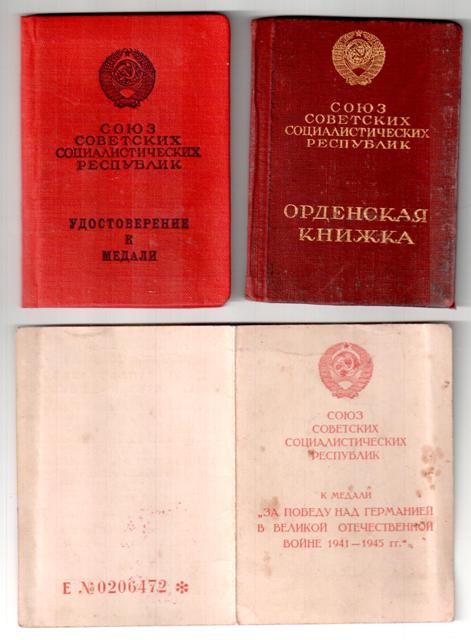 СОЮЗ
СОВЕТСКИХ
СОЦИАЛИСТИЧЕСКИХ
РЕСПУБЛИК
УДОСТОВЕРЕНИЕ
К
МЕДАЛИ
СОЮЗ
СОВЕТСКИХ
СОЦИАЛИСТИЧЕСКИХ
РЕСПУБЛИК
ОРДЕНСКАЯ
КНИЖКА
Е №0206472 *
СОЮЗ
СОВЕТСКИХ
СОЦИАЛИСТИЧЕСКИХ
РЕСПУБЛИК
К МЕДАЛИ
„ЗА ПОБЕДУ НАД ГЕРМАНИЕЙ
В ВЕЛИКОЙ ОТЕЧЕСТВЕННОЙ
ВОЙНЕ 1941—1945 гг.“